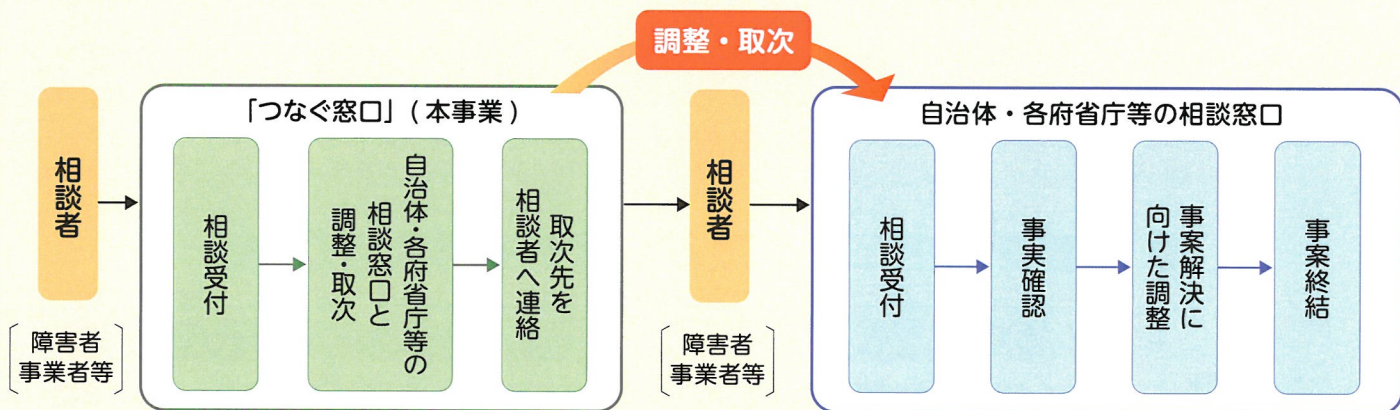 調整・取次
相談者
障害者
事業者等
「つなぐ窓口」(本事業)
相談受付
自治体・各府省庁等の
相談窓口と
調整・取次
取次先を
相談者へ連絡
相談者
障害者
事業者等
自治体・各府省庁等の相談窓口
相談受付
事実確認
事案解決に
向けた調整
事案終結